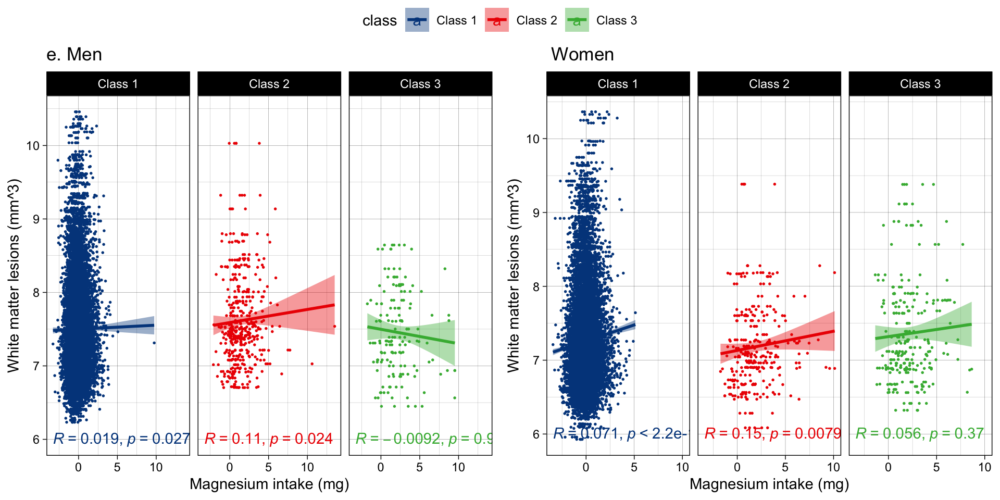 class a Class 1 a Class 2 a Class 3
e. Men
Women
Class 1 Class 2 Class 3
Class 1 Class 2 Class 3
White matter lesions (mm^3)
10
9
8
7
6
R = 0.019, p = 0.027
R = 0.11, p = 0.024
R = −0.0092, p = 0.9
0 5 10 0 5 10 0 5 10
Magnesium intake (mg)
White matter lesions (mm^3)
10
9
8
7
6
R = 0.071, p < 2.2e-
R = 0.15, p = 0.0079
R = 0.056, p = 0.37
0 5 10 0 5 10 0 5 10
Magnesium intake (mg)